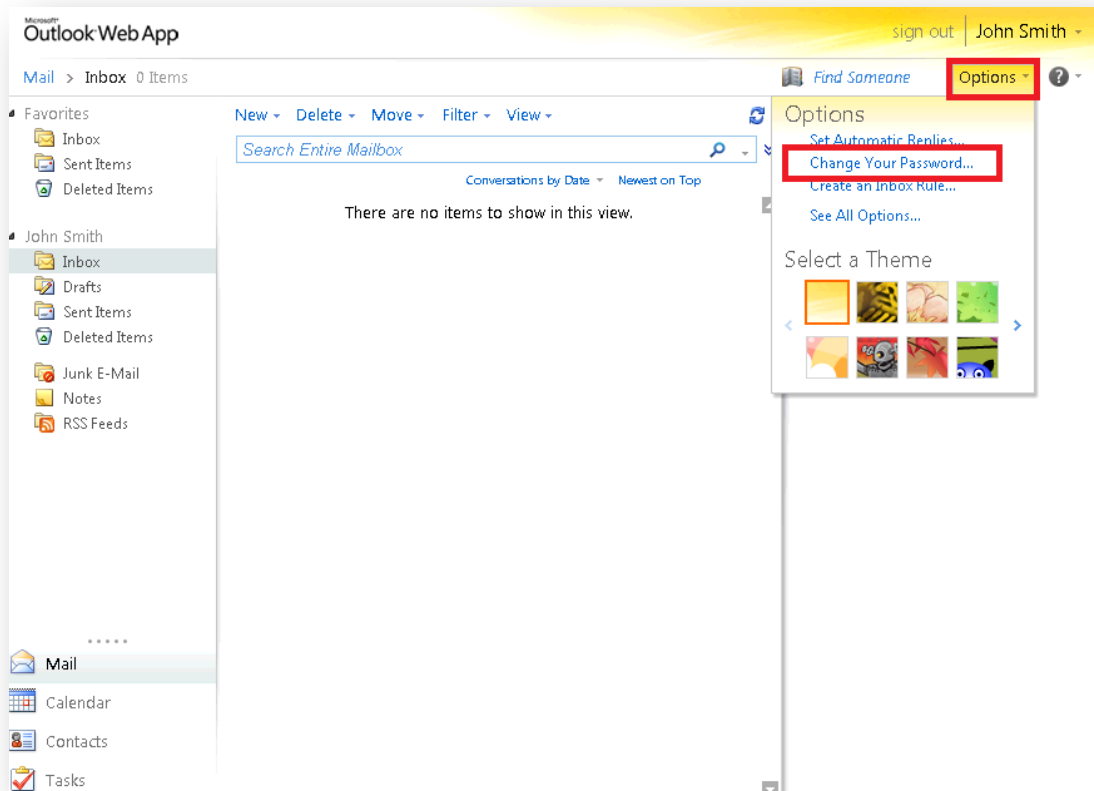 Microsoft
Outlook Web App
sign out
John Smith
Mail > Inbox 0 Items
Find Someone
Options
?
Favorites
Inbox
Sent Items
Deleted Items
John Smith
Inbox
Drafts
Sent Items
Deleted Items
Junk E-Mail
Notes
RSS Feeds
Mail
Calendar
Contacts
Tasks
New Delete Move Filter View
Search Entire Mailbox
Conversations by Date Newest on Top
There are no items to show in this view.
Options
Set Automatic Replies...
Change Your Password...
Create an Inbox Rule...
See All Options...
Select a Theme